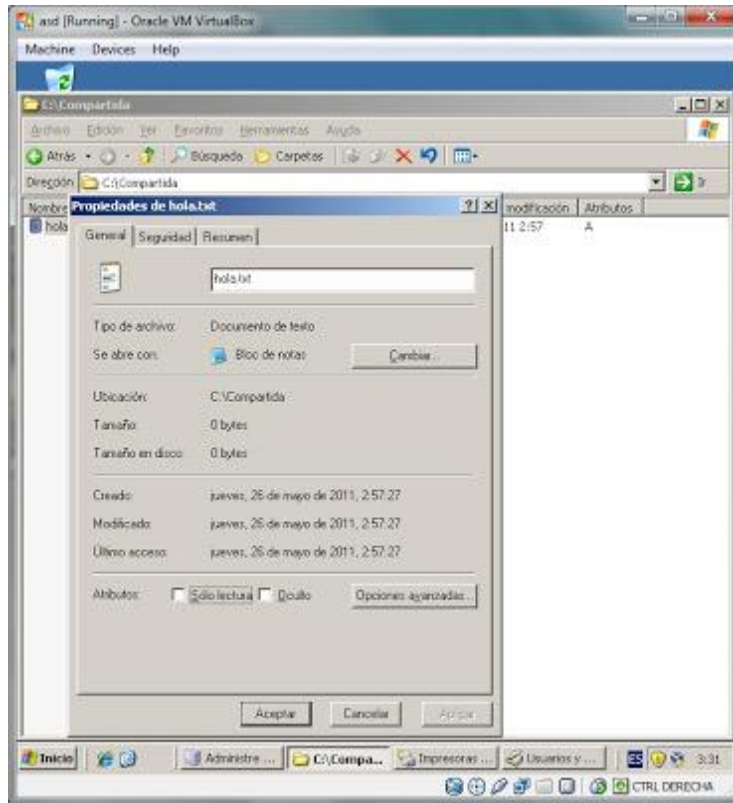 asd [Running] - Oracle VM VirtualBox
Machine Devices Help
C:\Compartida
Archivo Edición Ver Favoritos Herramientas Ayuda
Atrás Búsqueda Carpetas
Dirección C:\Compartida Ir
Nombre modificación Atributos
hola 11 2:57 A
Propiedades de hola.txt
General Seguridad Resumen
hola.txt
Tipo de archivo: Documento de texto
Se abre con: Bloc de notas Cambiar...
Ubicación: C:\Compartida
Tamaño: 0 bytes
Tamaño en disco: 0 bytes
Creado: jueves, 26 de mayo de 2011, 2:57:27
Modificado: jueves, 26 de mayo de 2011, 2:57:27
Último acceso: jueves, 26 de mayo de 2011, 2:57:27
Atributos: Sólo lectura Oculto Opciones avanzadas...
Aceptar Cancelar Aplicar
Inicio Administre ... C:\Compa... Impresoras ... Usuarios y ... ES 3:31
CTRL DERECHA